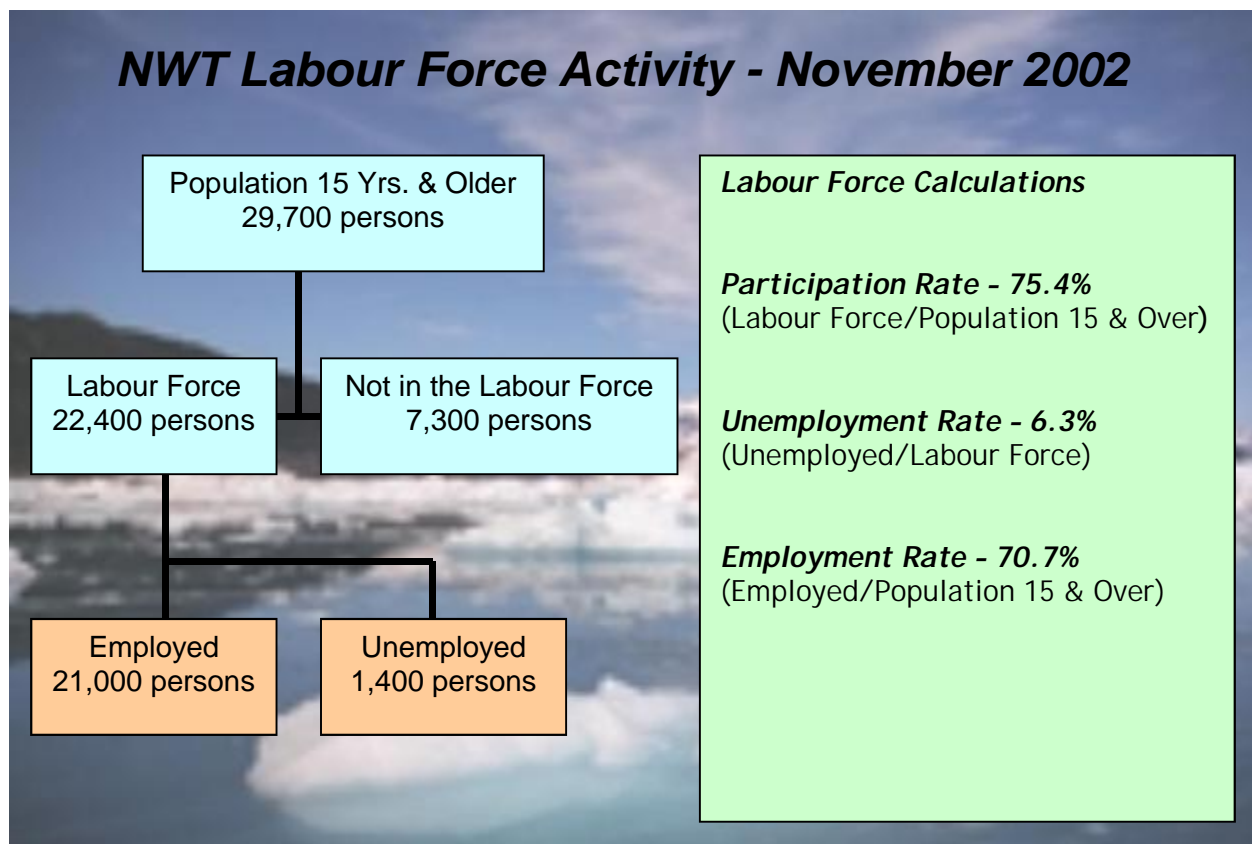 NWT Labour Force Activity - November 2002
Population 15 Yrs. & Older
29,700 persons
Labour Force
22,400 persons
Not in the Labour Force
7,300 persons
Employed
21,000 persons
Unemployed
1,400 persons
Labour Force Calculations
Participation Rate – 75.4%
(Labour Force/Population 15 & Over)
Unemployment Rate – 6.3%
(Unemployed/Labour Force)
Employment Rate – 70.7%
(Employed/Population 15 & Over)